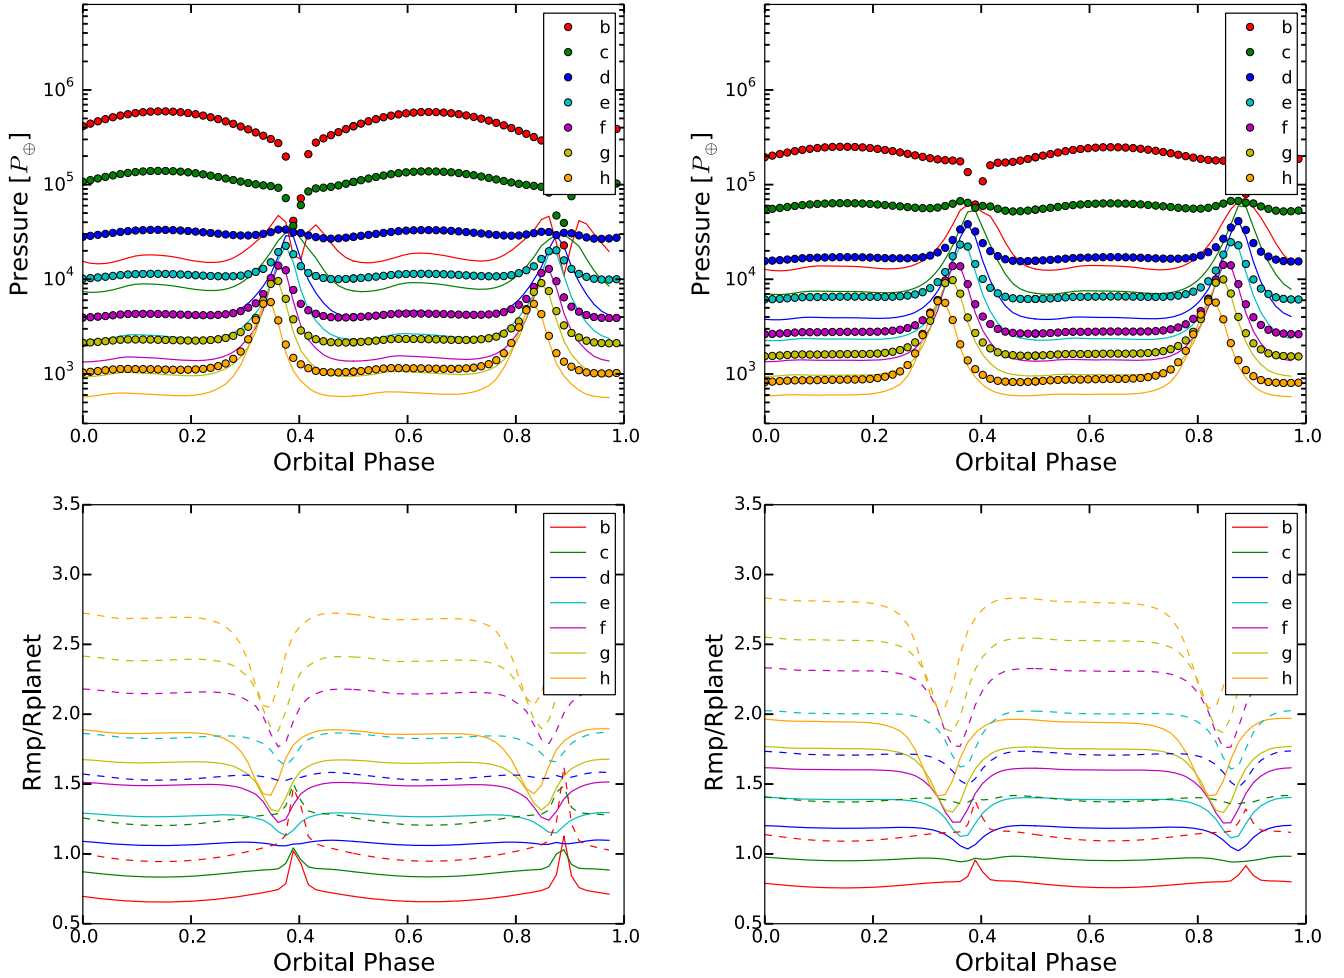 Pressure [P⊕]
10^6
10^5
10^4
10^3
0.0 0.2 0.4 0.6 0.8 1.0
Orbital Phase
b
c
d
e
f
g
h
Pressure [P⊕]
10^6
10^5
10^4
10^3
0.0 0.2 0.4 0.6 0.8 1.0
Orbital Phase
b
c
d
e
f
g
h
Rmp/Rplanet
3.5
3.0
2.5
2.0
1.5
1.0
0.5
0.0 0.2 0.4 0.6 0.8 1.0
Orbital Phase
b
c
d
e
f
g
h
Rmp/Rplanet
3.5
3.0
2.5
2.0
1.5
1.0
0.5
0.0 0.2 0.4 0.6 0.8 1.0
Orbital Phase
b
c
d
e
f
g
h